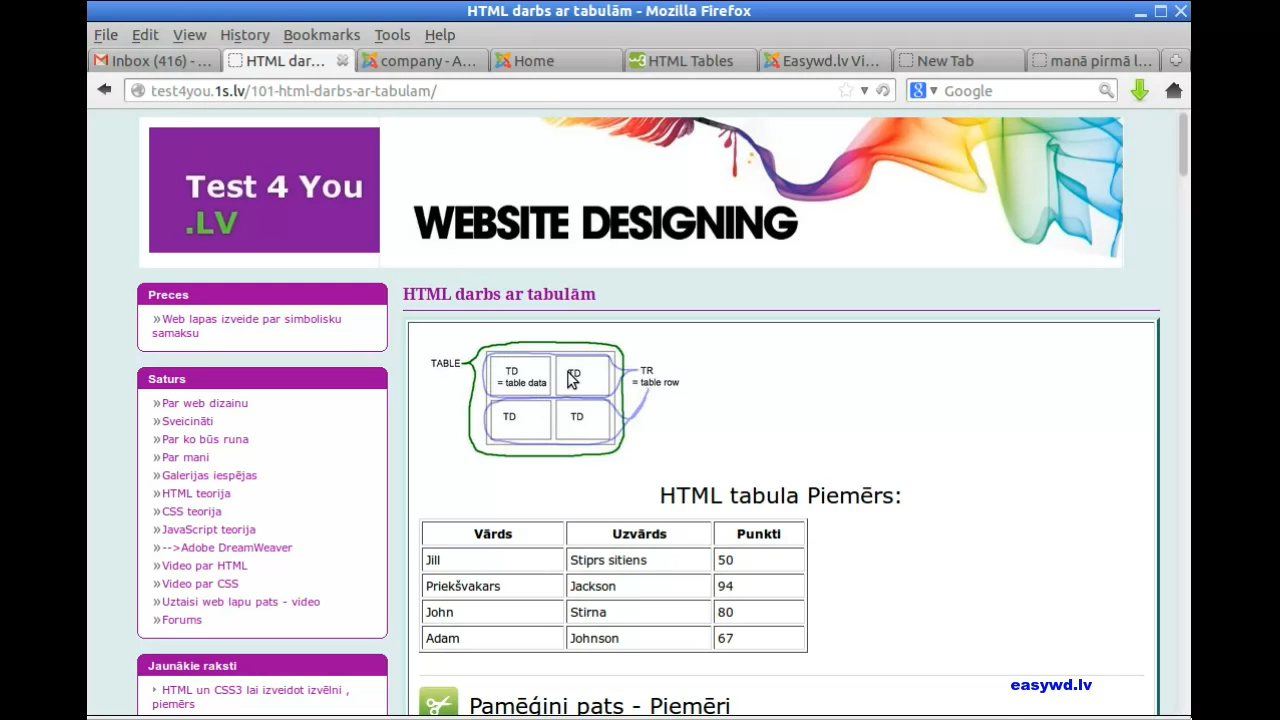 HTML darbs ar tabulām - Mozilla Firefox
File Edit View History Bookmarks Tools Help
Inbox (416) - ... HTML dar... company - A... Home HTML Tables Easywd.lv Vi... New Tab manā pirmā l...
test4you.1s.lv/101-html-darbs-ar-tabulam/ Google
Test 4 You
.LV
WEBSITE DESIGNING
Preces
»Web lapas izveide par simbolisku
samaksu
Saturs
»Par web dizainu
»Sveicināti
»Par ko būs runa
»Par mani
»Galerijas iespējas
»HTML teorija
»CSS teorija
»JavaScript teorija
»-->Adobe DreamWeaver
»Video par HTML
»Video par CSS
»Uztaisi web lapu pats - video
»Forums
Jaunākie raksti
HTML un CSS3 lai izveidot izvēlni ,
piemērs
HTML darbs ar tabulām
TABLE TD TD TR
= table data = table row
TD TD
HTML tabula Piemērs:
Vārds Uzvārds Punkti
Jill Stiprs sitiens 50
Priekšvakars Jackson 94
John Stirna 80
Adam Johnson 67
easywd.lv
Pamēģini pats - Piemēri